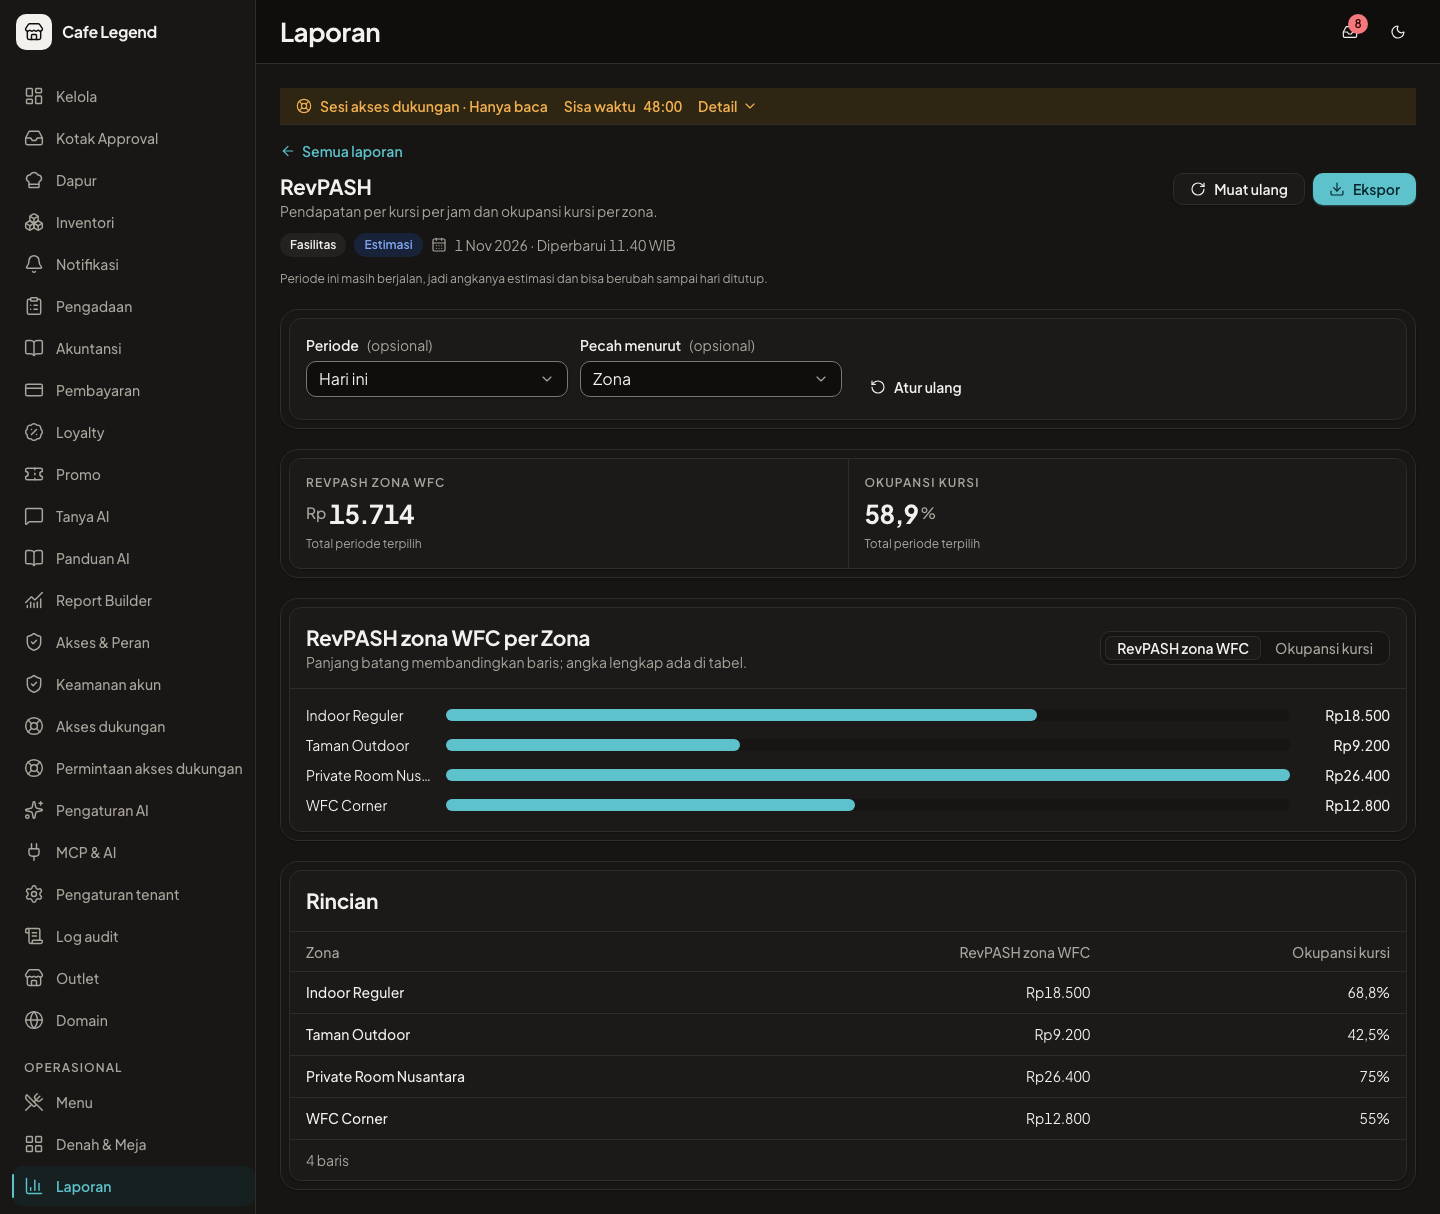 Cafe Legend
Laporan
8
Kelola
Kotak Approval
Dapur
Inventori
Notifikasi
Pengadaan
Akuntansi
Pembayaran
Loyalty
Promo
Tanya AI
Panduan AI
Report Builder
Akses & Peran
Keamanan akun
Akses dukungan
Permintaan akses dukungan
Pengaturan AI
MCP & AI
Pengaturan tenant
Log audit
Outlet
Domain
OPERASIONAL
Menu
Denah & Meja
Laporan
Sesi akses dukungan · Hanya baca Sisa waktu 48:00 Detail
Semua laporan
RevPASH
Pendapatan per kursi per jam dan okupansi kursi per zona.
Muat ulang
Ekspor
Fasilitas Estimasi 1 Nov 2026 · Diperbarui 11.40 WIB
Periode ini masih berjalan, jadi angkanya estimasi dan bisa berubah sampai hari ditutup.
Periode (opsional) Pecah menurut (opsional)
Hari ini Zona Atur ulang
REVPASH ZONA WFC
Rp 15.714
Total periode terpilih
OKUPANSI KURSI
58,9 %
Total periode terpilih
RevPASH zona WFC per Zona
Panjang batang membandingkan baris; angka lengkap ada di tabel.
RevPASH zona WFC Okupansi kursi
Indoor Reguler Rp18.500
Taman Outdoor Rp9.200
Private Room Nus... Rp26.400
WFC Corner Rp12.800
Rincian
Zona RevPASH zona WFC Okupansi kursi
Indoor Reguler Rp18.500 68,8%
Taman Outdoor Rp9.200 42,5%
Private Room Nusantara Rp26.400 75%
WFC Corner Rp12.800 55%
4 baris